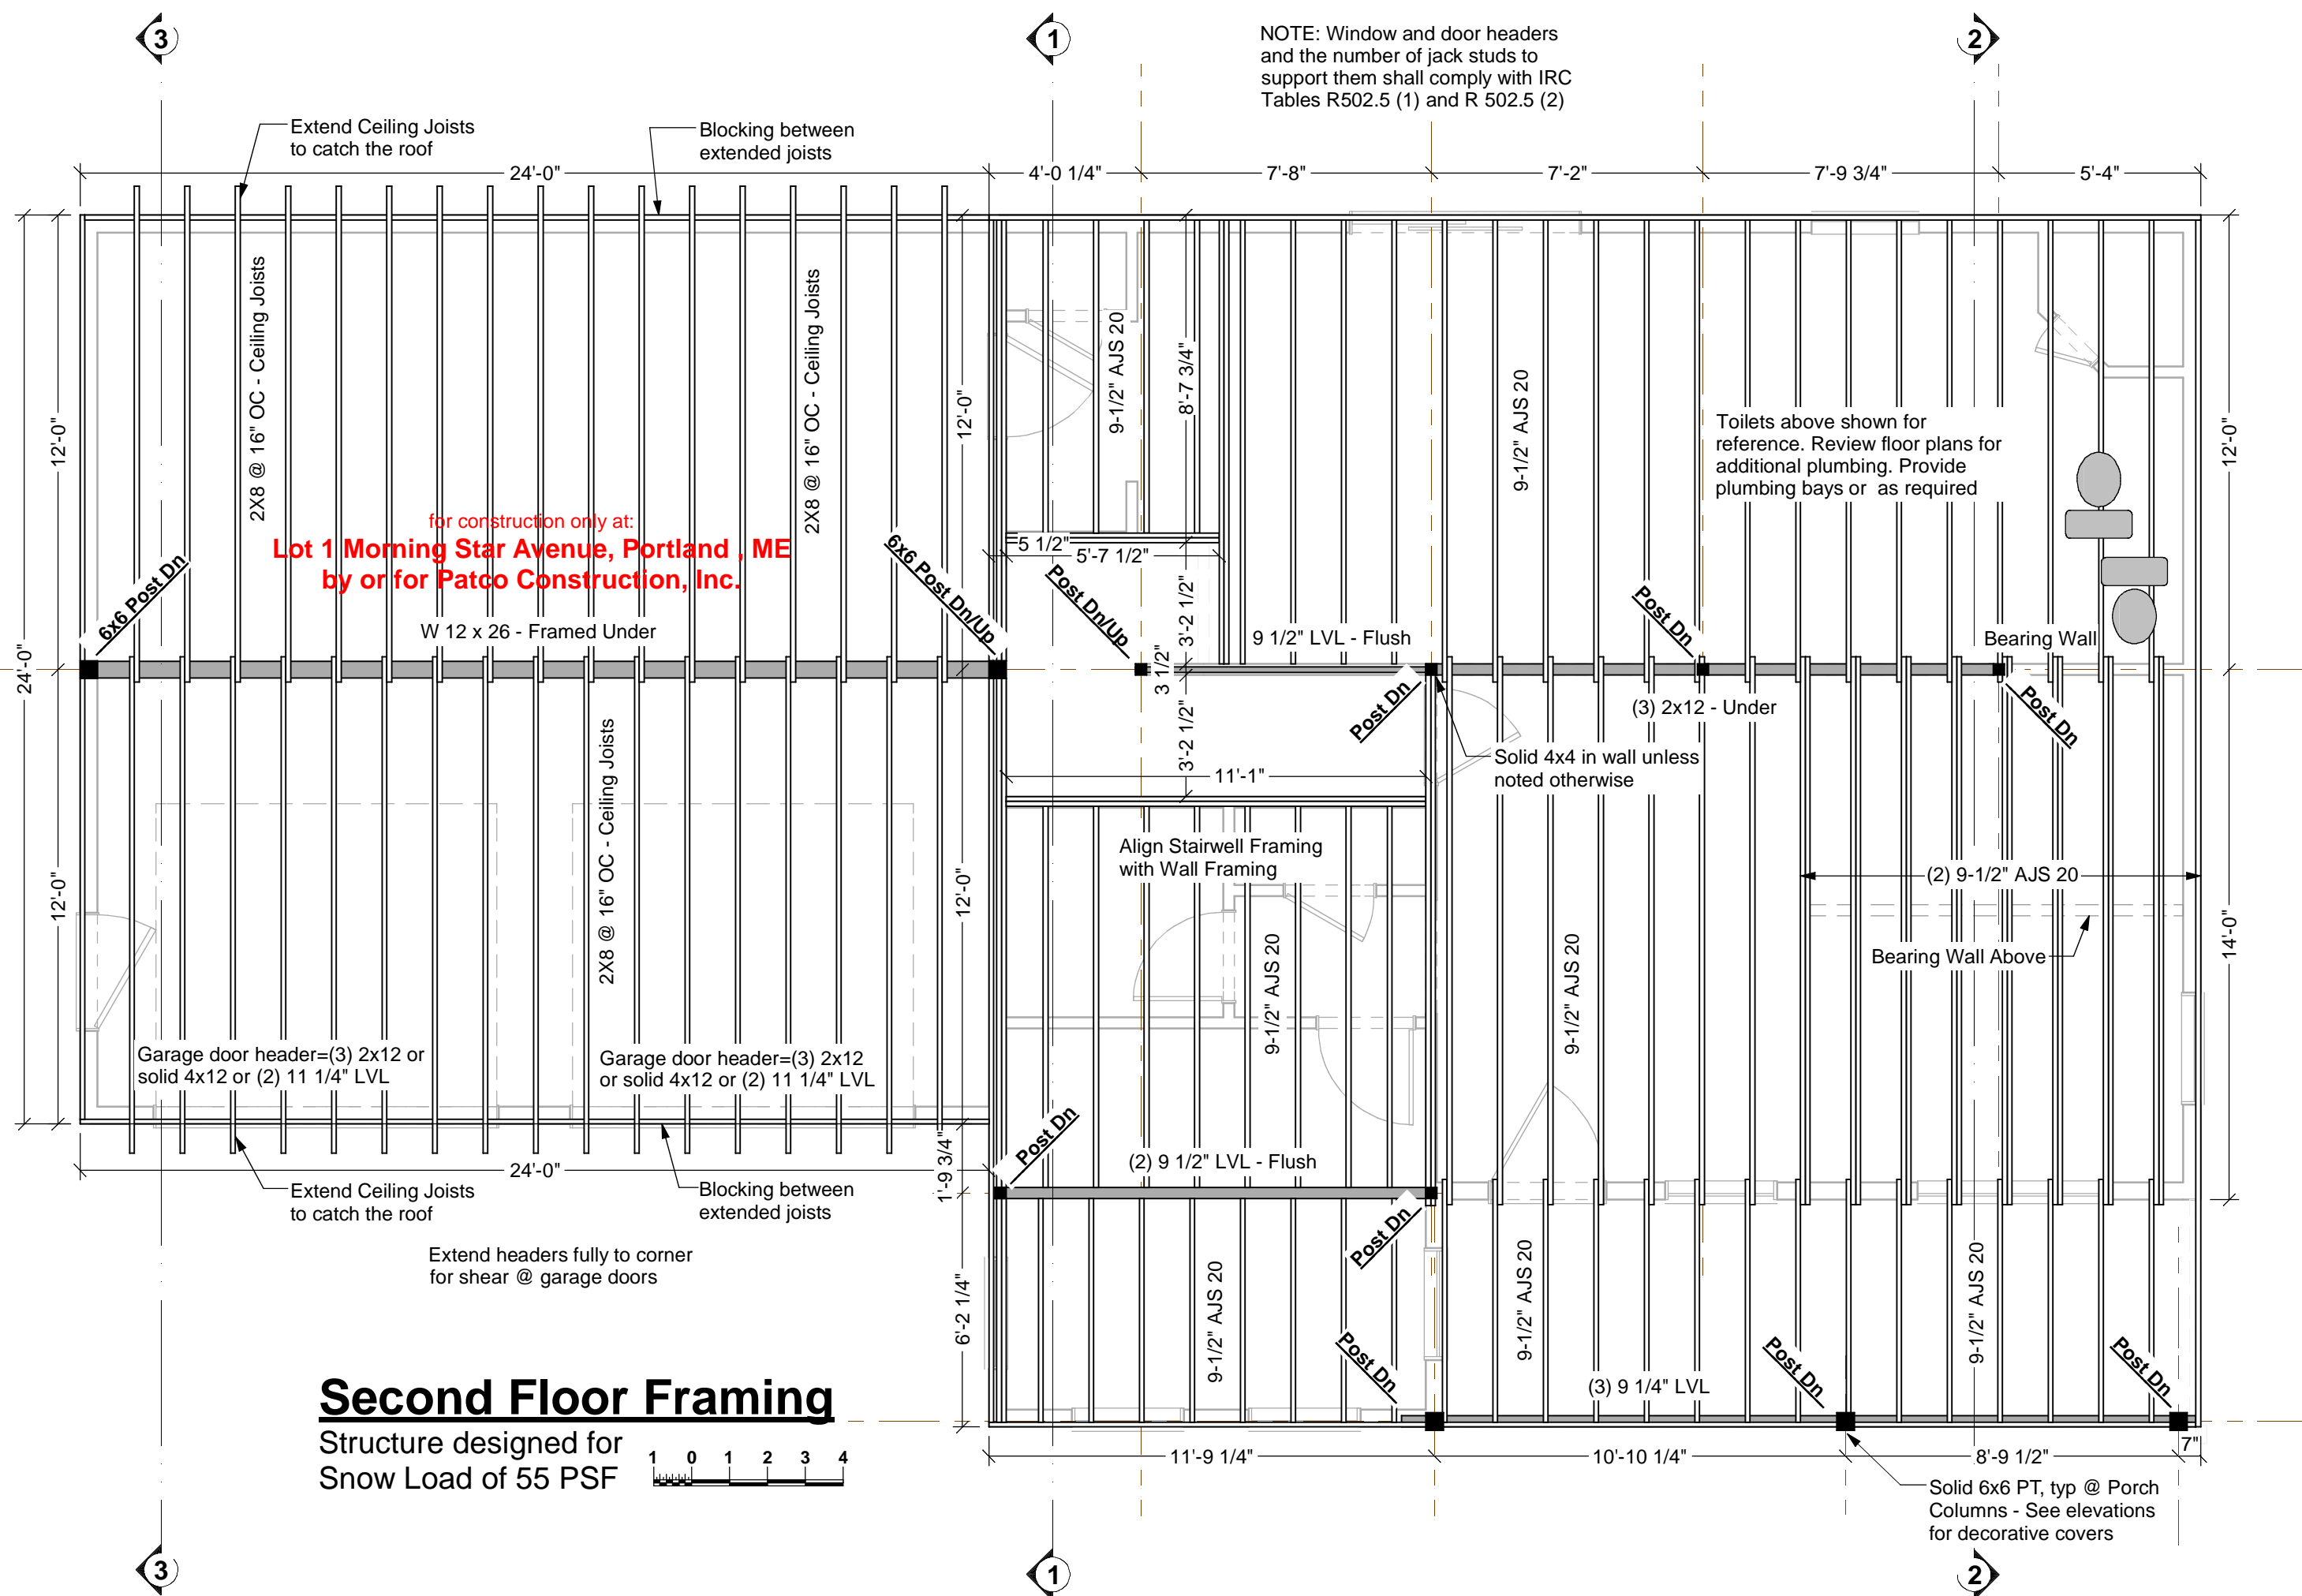 3
1
2
NOTE: Window and door headers
and the number of jack studs to
support them shall comply with IRC
Tables R502.5 (1) and R 502.5 (2)
Extend Ceiling Joists
to catch the roof
Blocking between
extended joists
24'-0"
4'-0 1/4"
7'-8"
7'-2"
7'-9 3/4"
5'-4"
2X8 @ 16" OC - Ceiling Joists
2X8 @ 16" OC - Ceiling Joists
12'-0"
12'-0"
9-1/2" AJS 20
8'-7 3/4"
9-1/2" AJS 20
Toilets above shown for
reference. Review floor plans for
additional plumbing. Provide
plumbing bays or  as required
12'-0"
for construction only at:
Lot 1 Morning Star Avenue, Portland , ME
by or for Patco Construction, Inc.
5 1/2"
5'-7 1/2"
6x6 Post Dn
W 12 x 26 - Framed Under
6x6 Post Dn/Up
Post Dn/Up
3'-2 1/2"
9 1/2" LVL - Flush
Post Dn
Bearing Wall
24'-0"
3 1/2"
Post Dn
(3) 2x12 - Under
Post Dn
3'-2 1/2"
Solid 4x4 in wall unless
noted otherwise
11'-1"
2X8 @ 16" OC - Ceiling Joists
Align Stairwell Framing
with Wall Framing
12'-0"
12'-0"
(2) 9-1/2" AJS 20
14'-0"
Bearing Wall Above
9-1/2" AJS 20
9-1/2" AJS 20
Garage door header=(3) 2x12 or
solid 4x12 or (2) 11 1/4" LVL
Garage door header=(3) 2x12
or solid 4x12 or (2) 11 1/4" LVL
Post Dn
24'-0"
1'-9 3/4"
(2) 9 1/2" LVL - Flush
Extend Ceiling Joists
to catch the roof
Blocking between
extended joists
Post Dn
Extend headers fully to corner
for shear @ garage doors
6'-2 1/4"
9-1/2" AJS 20
9-1/2" AJS 20
9-1/2" AJS 20
Post Dn
(3) 9 1/4" LVL
Post Dn
Post Dn
Second Floor Framing
Structure designed for
Snow Load of 55 PSF
1 0 1 2 3 4
11'-9 1/4"
10'-10 1/4"
8'-9 1/2"
7"
Solid 6x6 PT, typ @ Porch
Columns - See elevations
for decorative covers
3
1
2